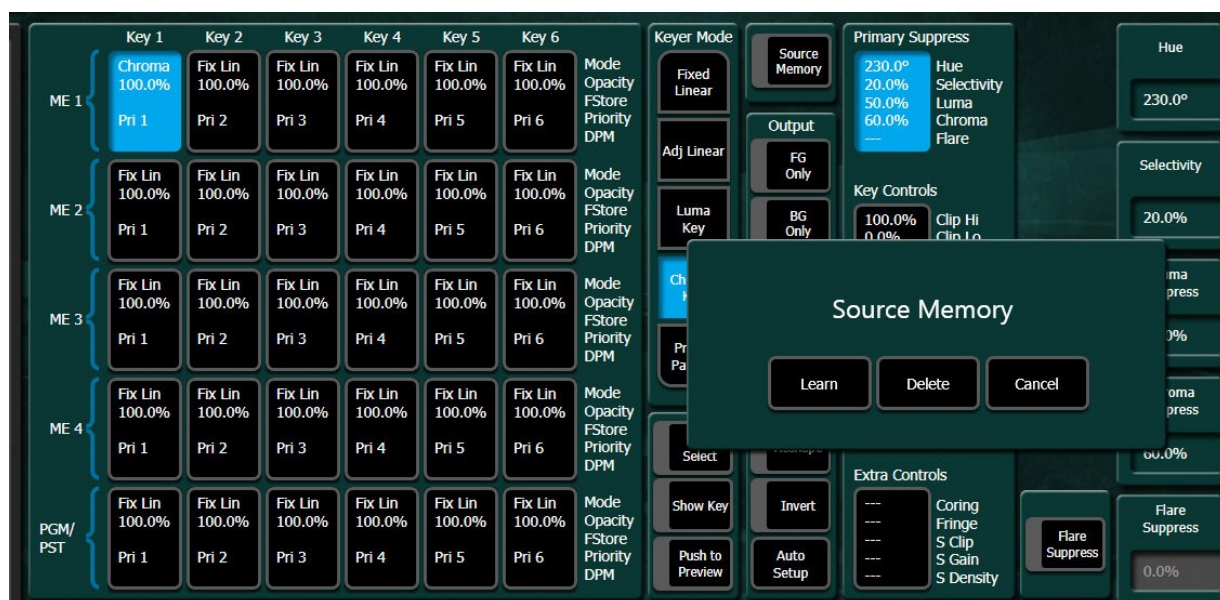 Key 1 Key 2 Key 3 Key 4 Key 5 Key 6
ME 1
Chroma Fix Lin Fix Lin Fix Lin Fix Lin Fix Lin Mode
100.0% 100.0% 100.0% 100.0% 100.0% 100.0% Opacity
FStore
Pri 1 Pri 2 Pri 3 Pri 4 Pri 5 Pri 6 Priority
DPM
ME 2
Fix Lin Fix Lin Fix Lin Fix Lin Fix Lin Fix Lin Mode
100.0% 100.0% 100.0% 100.0% 100.0% 100.0% Opacity
FStore
Pri 1 Pri 2 Pri 3 Pri 4 Pri 5 Pri 6 Priority
DPM
ME 3
Fix Lin Fix Lin Fix Lin Fix Lin Fix Lin Fix Lin Mode
100.0% 100.0% 100.0% 100.0% 100.0% 100.0% Opacity
FStore
Pri 1 Pri 2 Pri 3 Pri 4 Pri 5 Pri 6 Priority
DPM
ME 4
Fix Lin Fix Lin Fix Lin Fix Lin Fix Lin Fix Lin Mode
100.0% 100.0% 100.0% 100.0% 100.0% 100.0% Opacity
FStore
Pri 1 Pri 2 Pri 3 Pri 4 Pri 5 Pri 6 Priority
DPM
PGM/
PST
Fix Lin Fix Lin Fix Lin Fix Lin Fix Lin Fix Lin Mode
100.0% 100.0% 100.0% 100.0% 100.0% 100.0% Opacity
FStore
Pri 1 Pri 2 Pri 3 Pri 4 Pri 5 Pri 6 Priority
DPM
Keyer Mode
Fixed
Linear
Adj Linear
Luma
Key
Select
Show Key
Push to
Preview
Source
Memory
Output
FG
Only
BG
Only
Invert
Auto
Setup
Primary Suppress
230.0° Hue
20.0% Selectivity
50.0% Luma
60.0% Chroma
--- Flare
Key Controls
100.0% Clip Hi
0.0% Clip Lo
Source Memory
Learn Delete Cancel
Extra Controls
--- Coring
--- Fringe
--- S Clip
--- S Gain
--- S Density
Flare
Suppress
Hue
230.0°
Selectivity
20.0%
60.0%
Flare
Suppress
0.0%